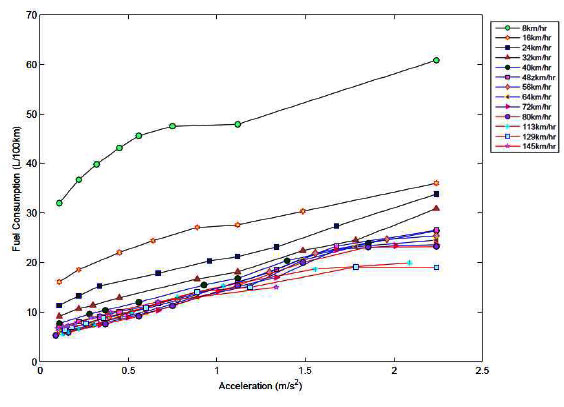 70
60
50
40
30
20
10
0
Fuel Consumption (L/100km)
0
0.5
1
1.5
2
2.5
Acceleration (m/s²)
8km/hr
16km/hr
24km/hr
32km/hr
40km/hr
48zkm/hr
56km/hr
64km/hr
72km/hr
80km/hr
113km/hr
129km/hr
145km/hr